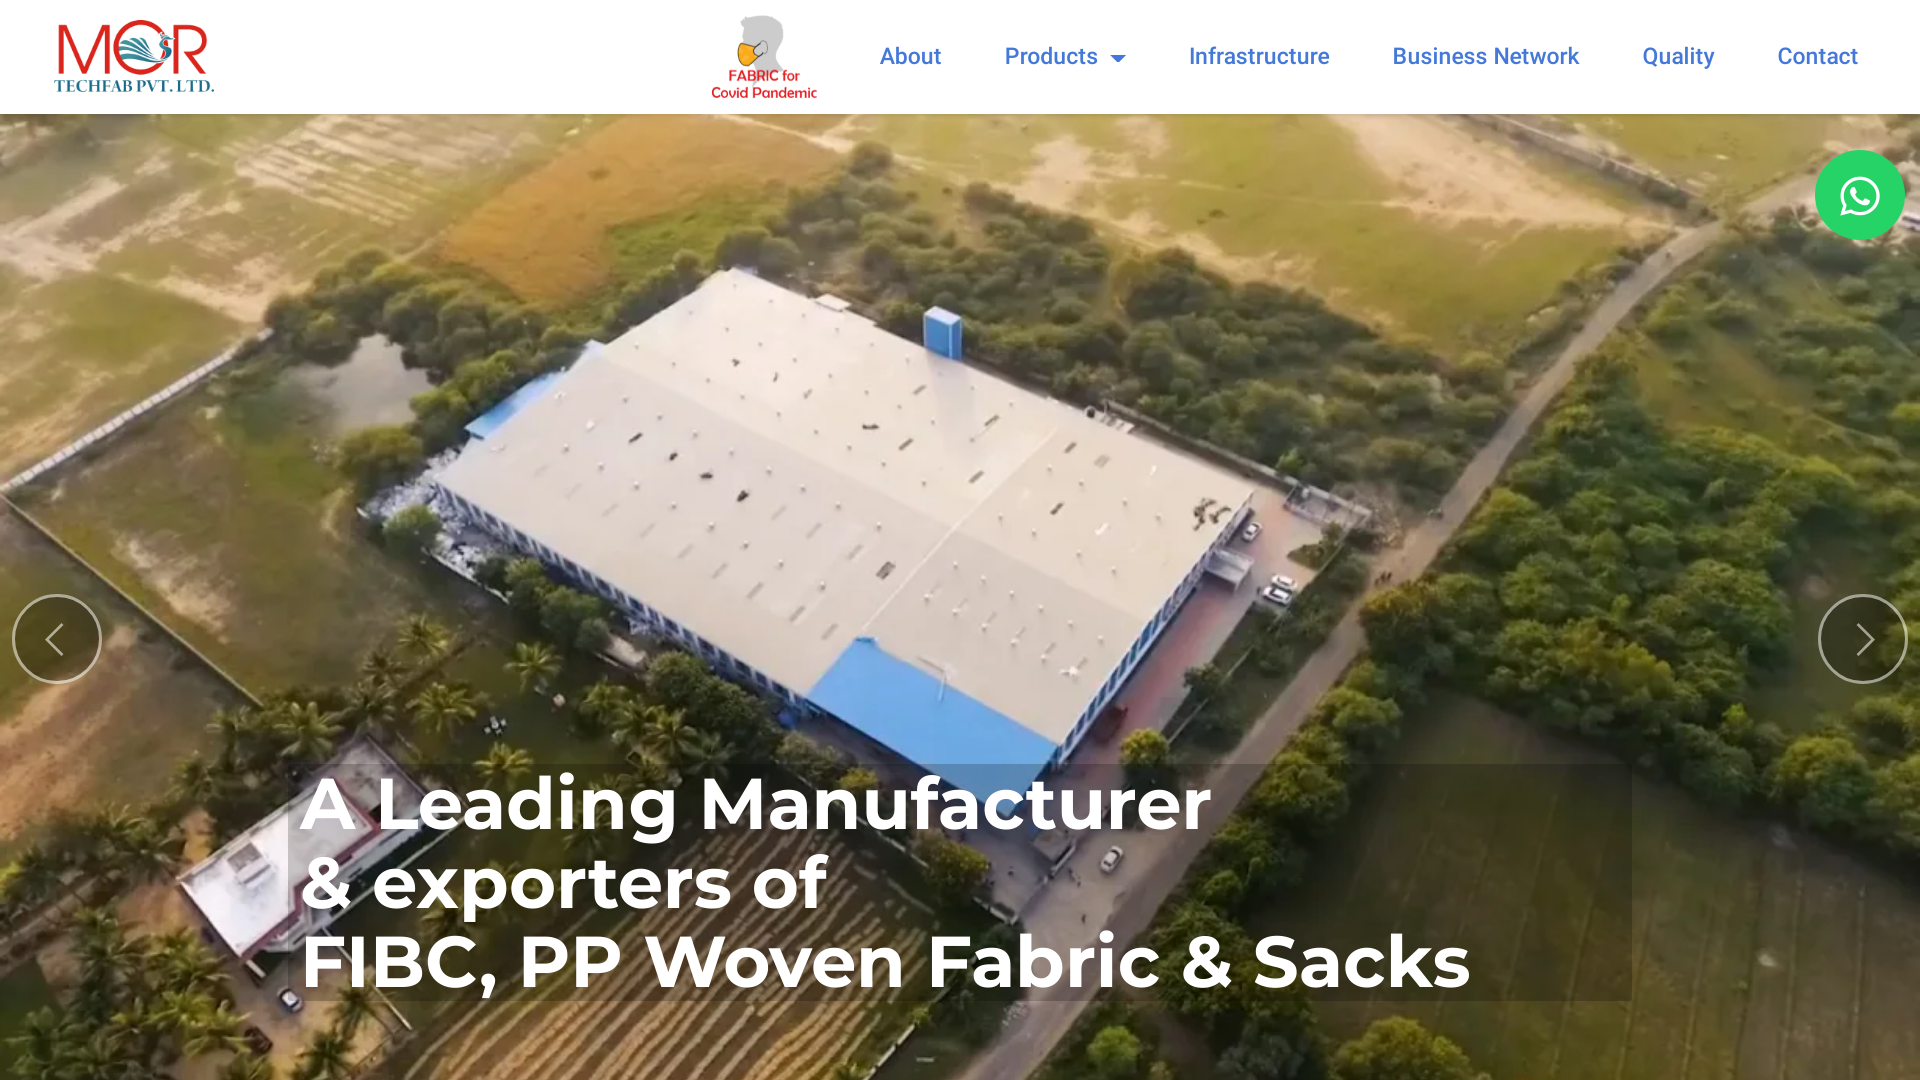 MOR
TECHFAB PVT. LTD.
FABRIC for
Covid Pandemic
About
Products
Infrastructure
Business Network
Quality
Contact
A Leading Manufacturer
& exporters of
FIBC, PP Woven Fabric & Sacks